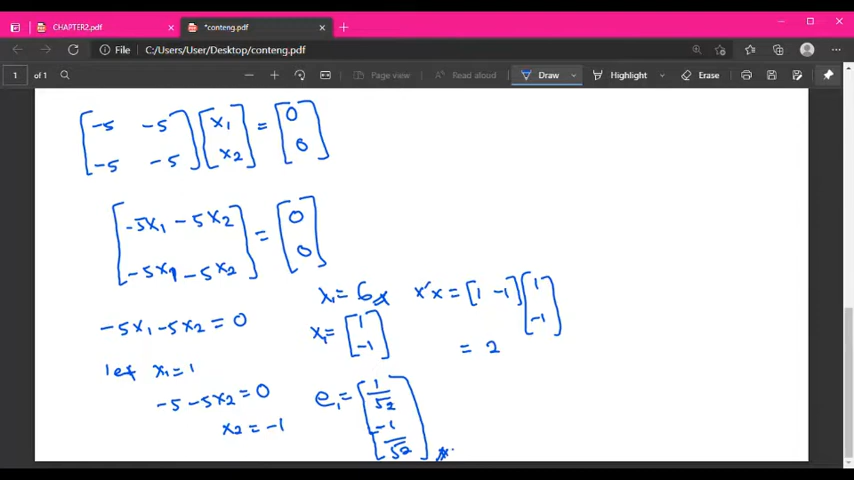 CHAPTER2.pdf
*conteng.pdf
File C:/Users/User/Desktop/conteng.pdf
1 of 1
Page view
Read aloud
Draw
Highlight
Erase
[-5 -5
-5 -5] [x₁
x₂] = [0
0]
[-5x₁ - 5x₂
-5x₁ - 5x₂] = [0
0]
-5x₁ - 5x₂ = 0
let x₁ = 1
-5 - 5x₂ = 0
x₂ = -1
λ₁ = 6
x₁ = [1
-1]
e₁ = [1/√2
-1/√2]
x'x = [1 -1] [1
-1]
= 2